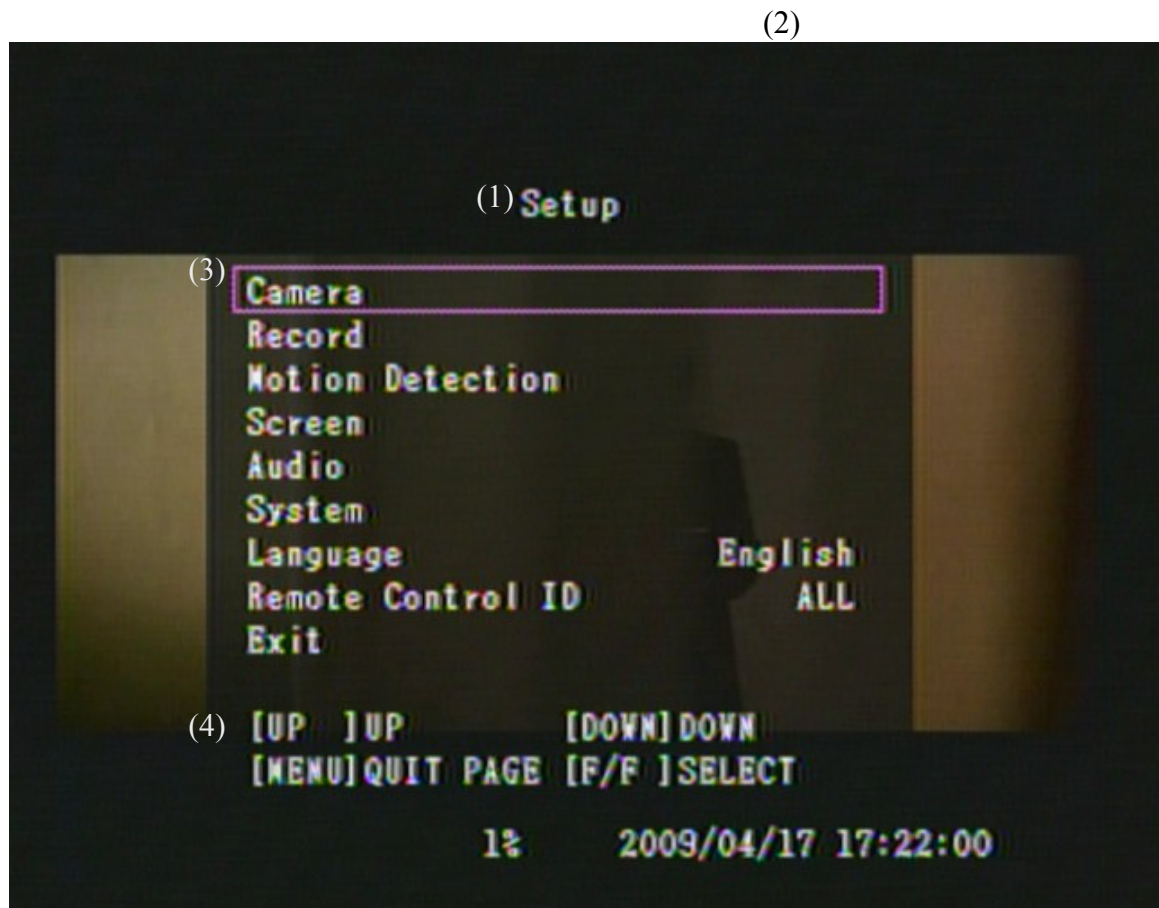 (2)
(1) Setup
(3) Camera
Record
Motion Detection
Screen
Audio
System
Language English
Remote Control ID ALL
Exit
(4) [UP ]UP [DOWN]DOWN
[MENU]QUIT PAGE [F/F ]SELECT
1% 2009/04/17 17:22:00